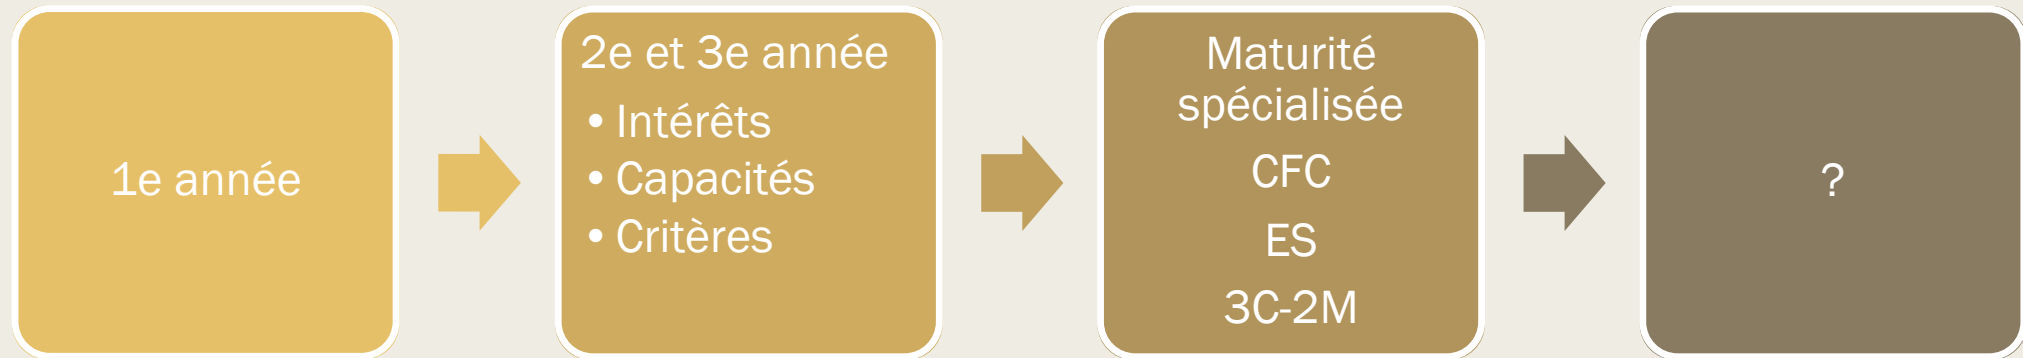 1e année
2e et 3e année
• Intérêts
• Capacités
• Critères
Maturité
spécialisée
CFC
ES
3C-2M
?